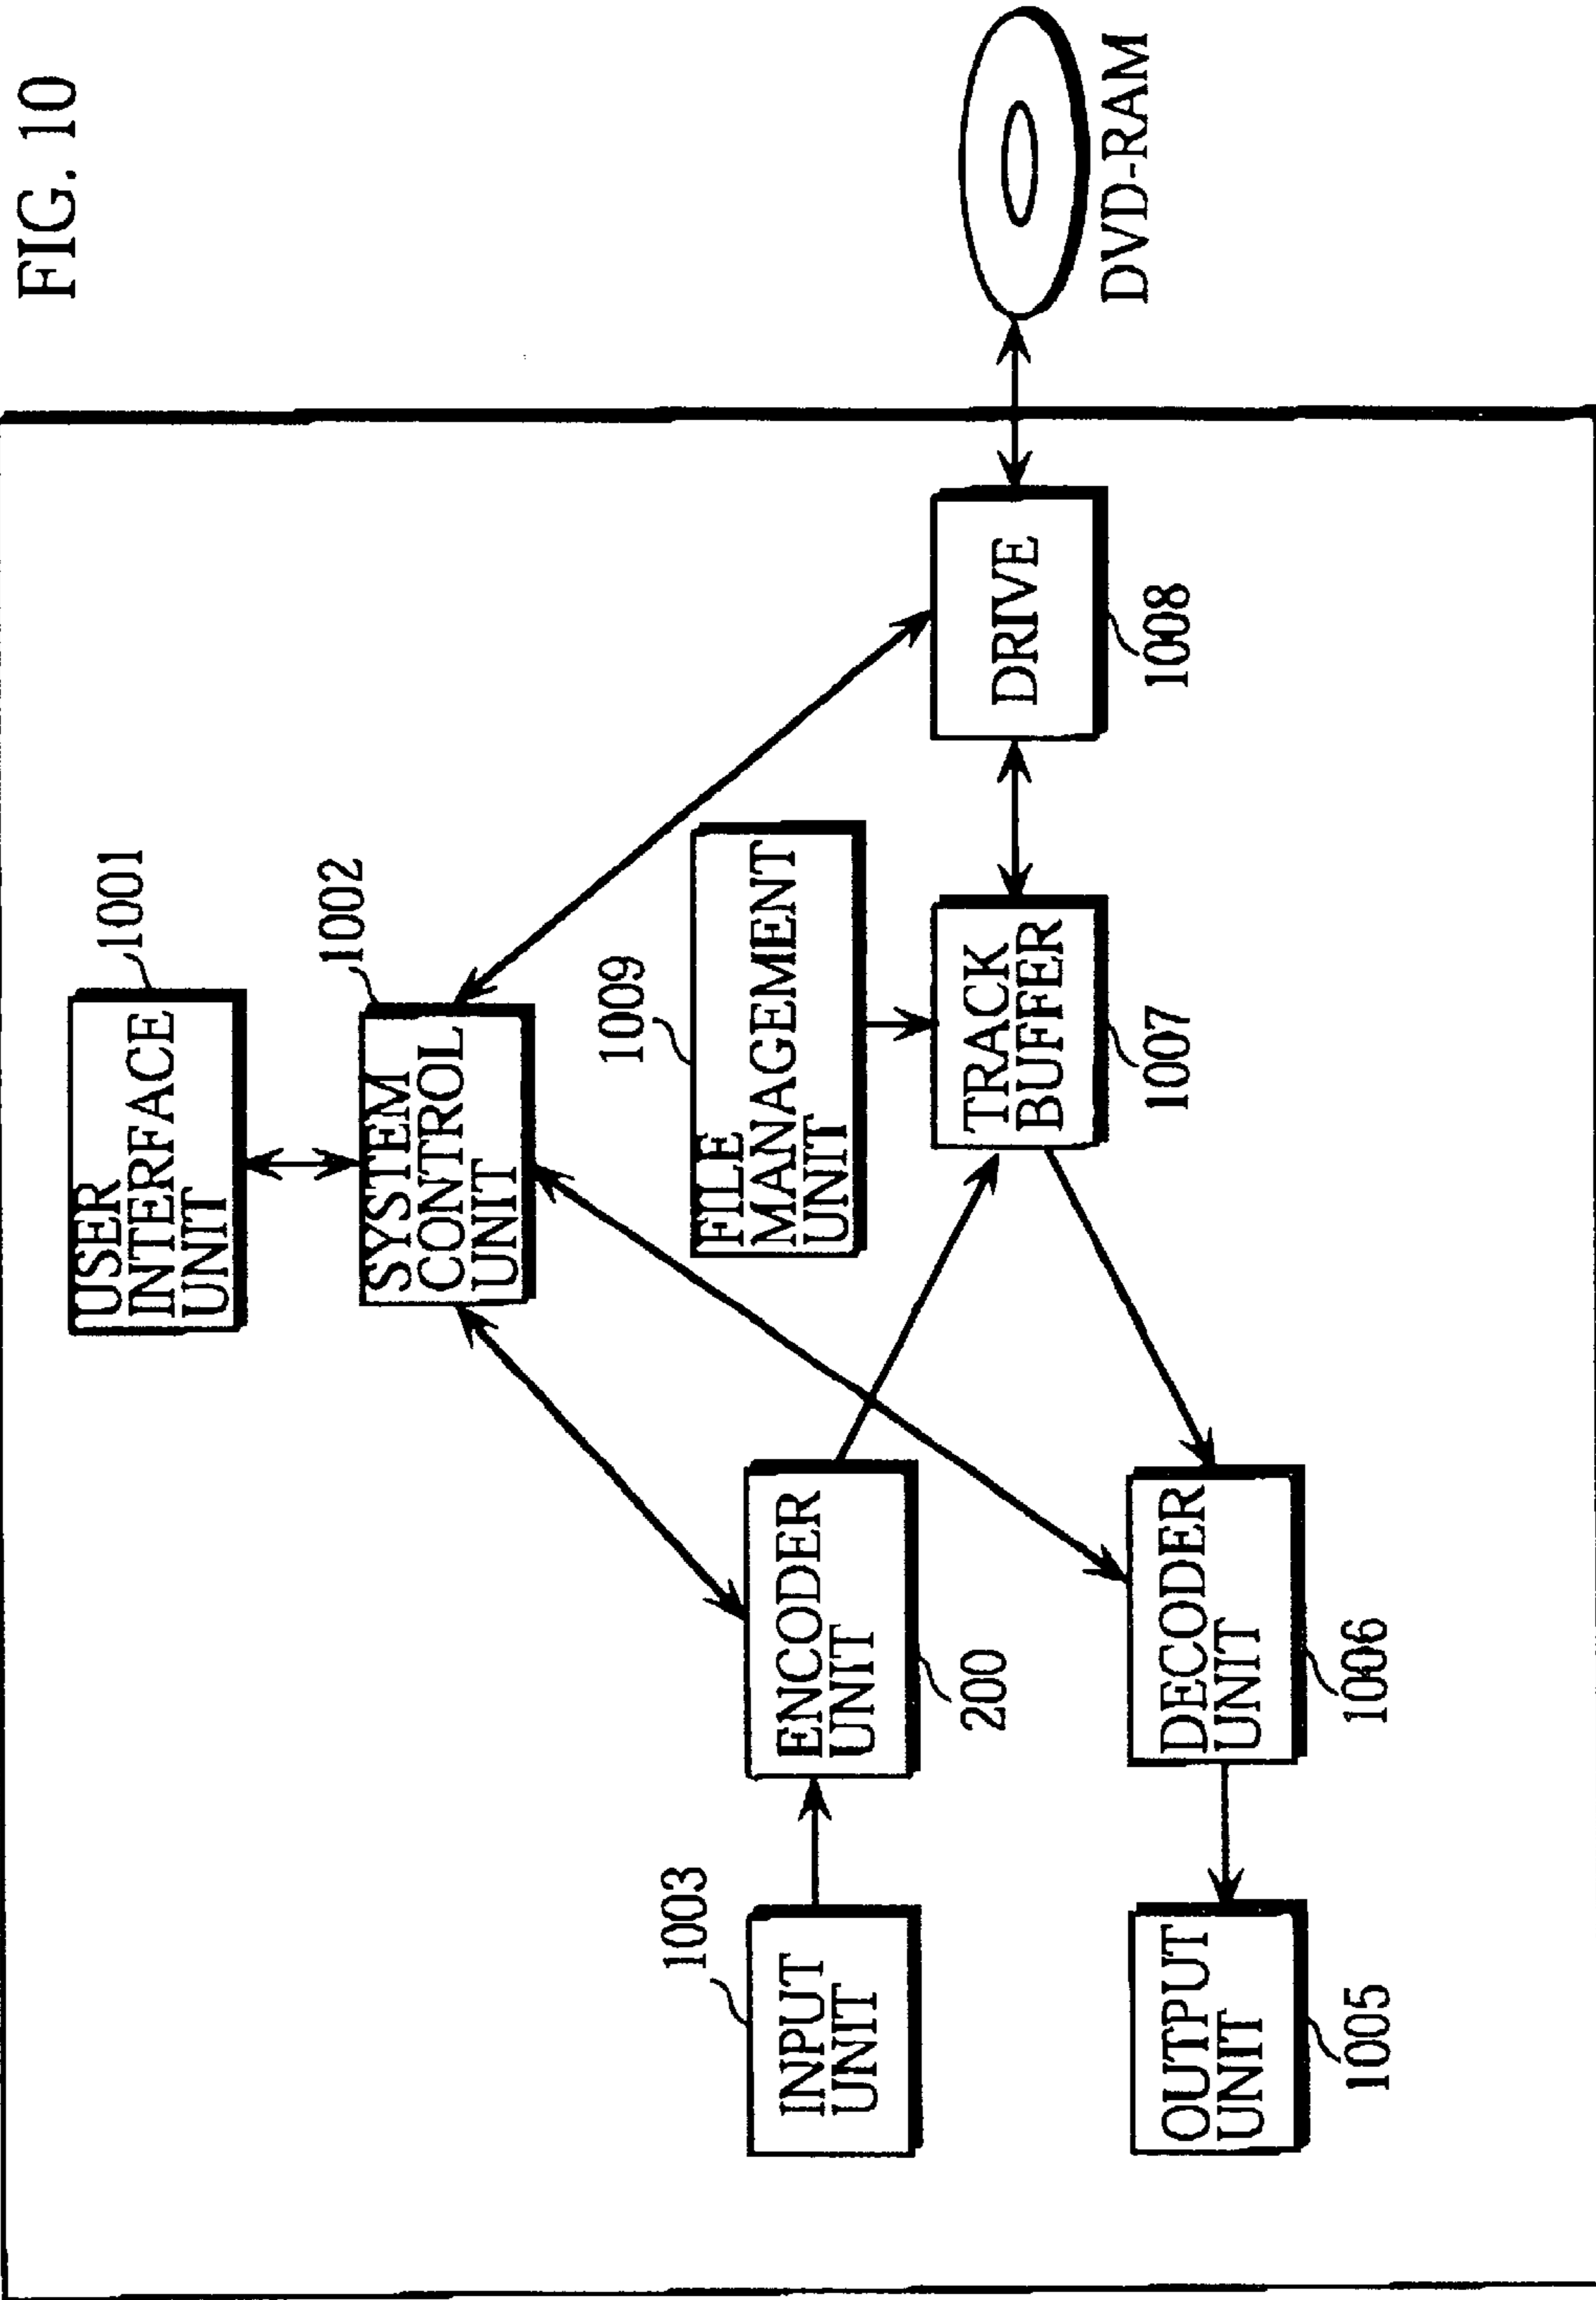 FIG. 10
1001
USER
INTERFACE
UNIT
1002
SYSTEM
CONTROL
UNIT
1009
FILE
MANAGEMENT
UNIT
1003
INPUT
UNIT
ENCODER
UNIT
200
TRACK
BUFFER
1007
DRIVE
1008
DVD-RAM
OUTPUT
UNIT
1005
DECODER
UNIT
1006